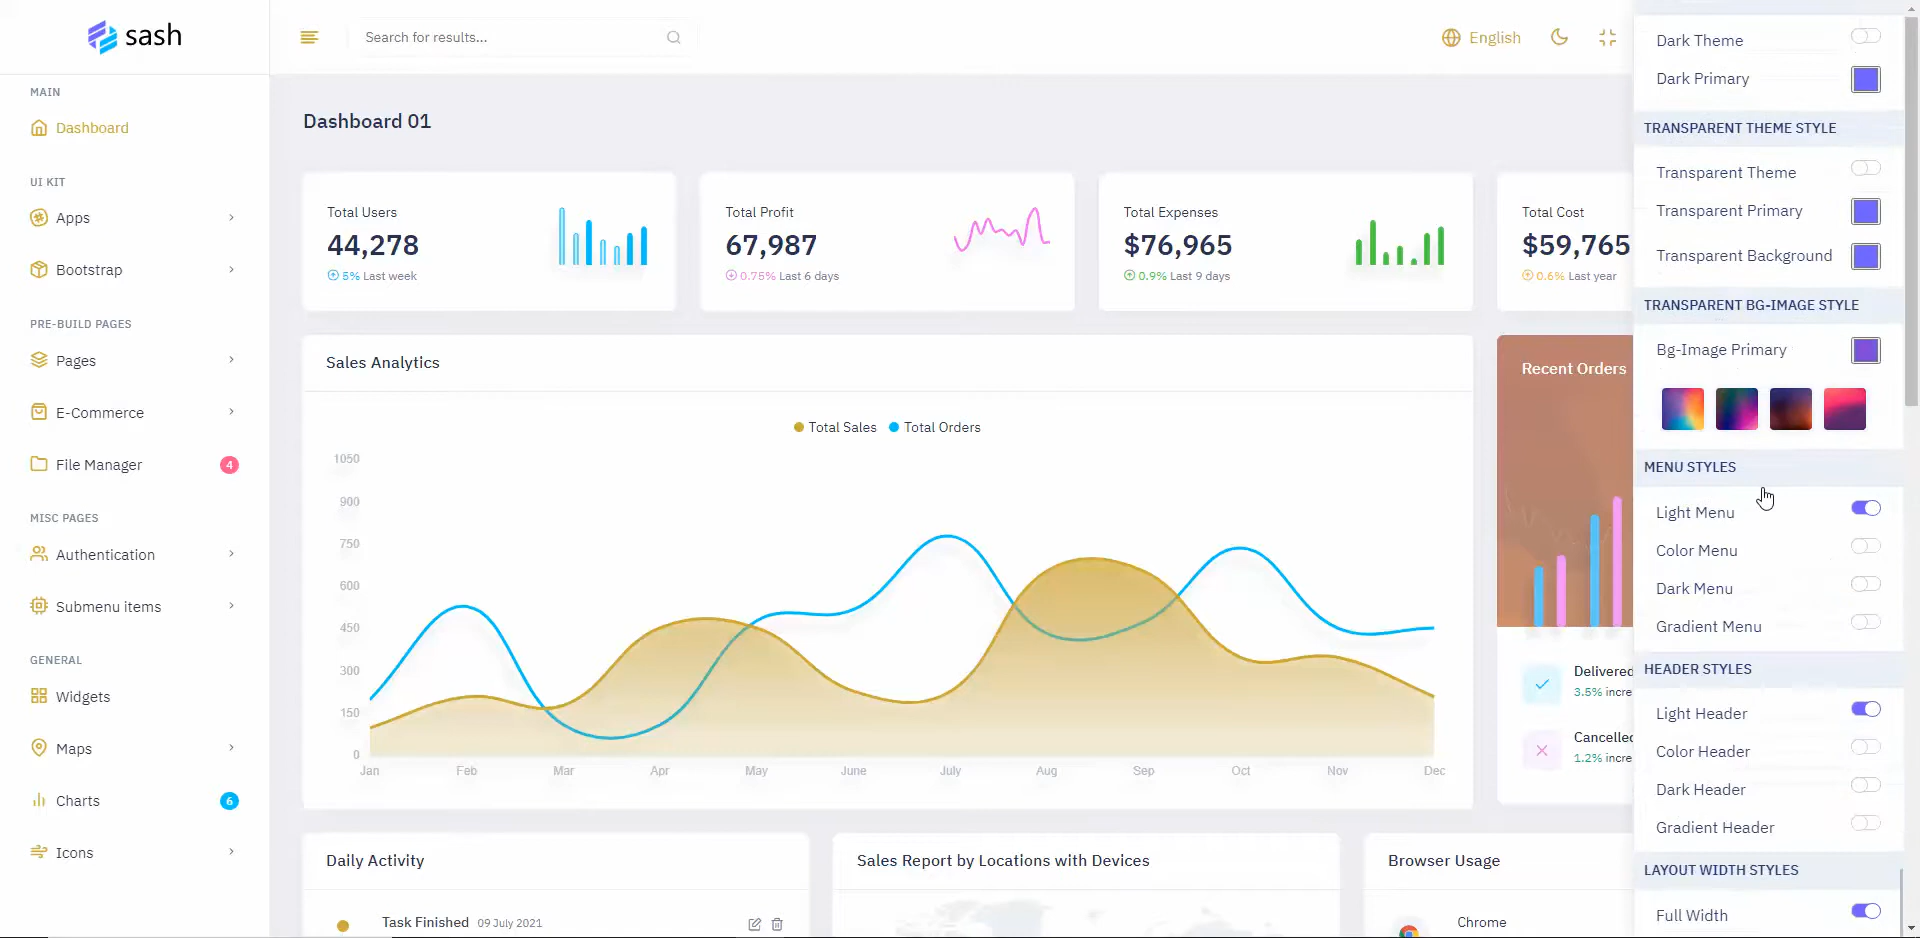 sash
MAIN
Dashboard
UI KIT
Apps
Bootstrap
PRE-BUILD PAGES
Pages
E-Commerce
File Manager 4
MISC PAGES
Authentication
Submenu items
GENERAL
Widgets
Maps
Charts 6
Icons
Search for results...
English
Dashboard 01
Total Users
44,278
5% Last week
Total Profit
67,987
0.75% Last 6 days
Total Expenses
$76,965
0.9% Last 9 days
Total Cost
$59,765
0.6% Last year
Sales Analytics
Total Sales Total Orders
1050
900
750
600
450
300
150
0
Jan Feb Mar Apr May June July Aug Sep Oct Nov Dec
Recent Orders
Delivered
3.5% incre
Cancelled
1.2% incre
Daily Activity
Task Finished 09 July 2021
Sales Report by Locations with Devices
Browser Usage
Chrome
Dark Theme
Dark Primary
TRANSPARENT THEME STYLE
Transparent Theme
Transparent Primary
Transparent Background
TRANSPARENT BG-IMAGE STYLE
Bg-Image Primary
MENU STYLES
Light Menu
Color Menu
Dark Menu
Gradient Menu
HEADER STYLES
Light Header
Color Header
Dark Header
Gradient Header
LAYOUT WIDTH STYLES
Full Width